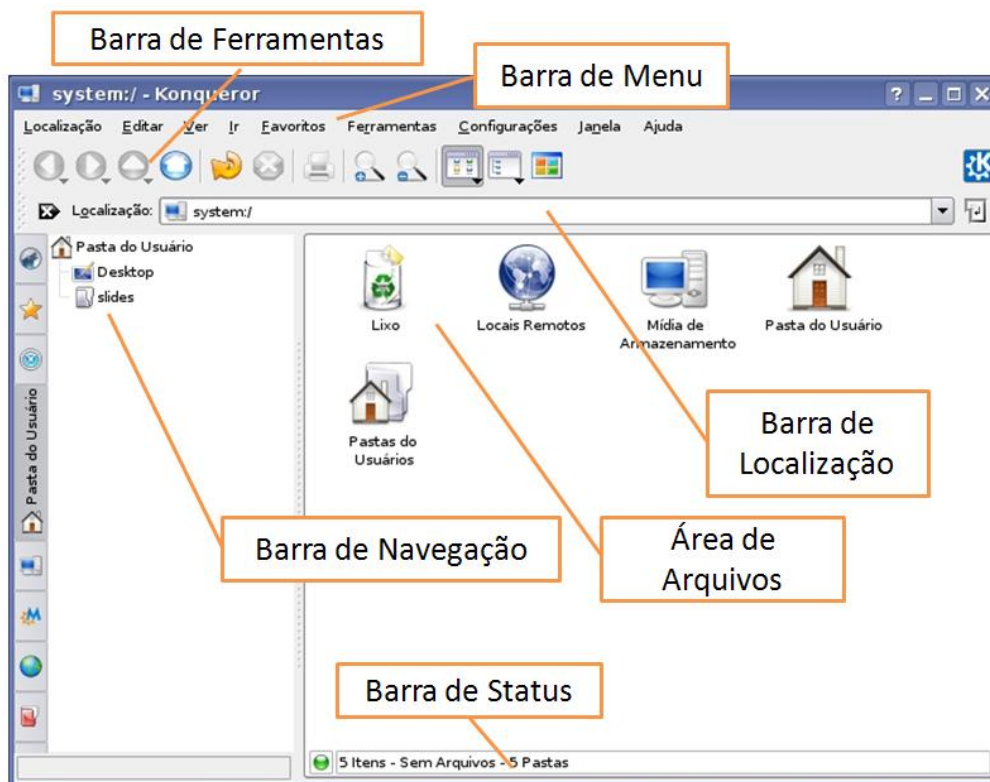 Barra de Ferramentas
Barra de Menu
system:/ - Konqueror
Localização Editar Ver Ir Favoritos Ferramentas Configurações Janela Ajuda
Localização: system:/
Pasta do Usuário
Desktop
slides
Pasta do Usuário
Lixo
Locais Remotos
Mídia de
Armazenamento
Pasta do Usuário
Pastas do
Usuários
Barra de
Localização
Barra de Navegação
Área de
Arquivos
Barra de Status
5 Itens - Sem Arquivos - 5 Pastas